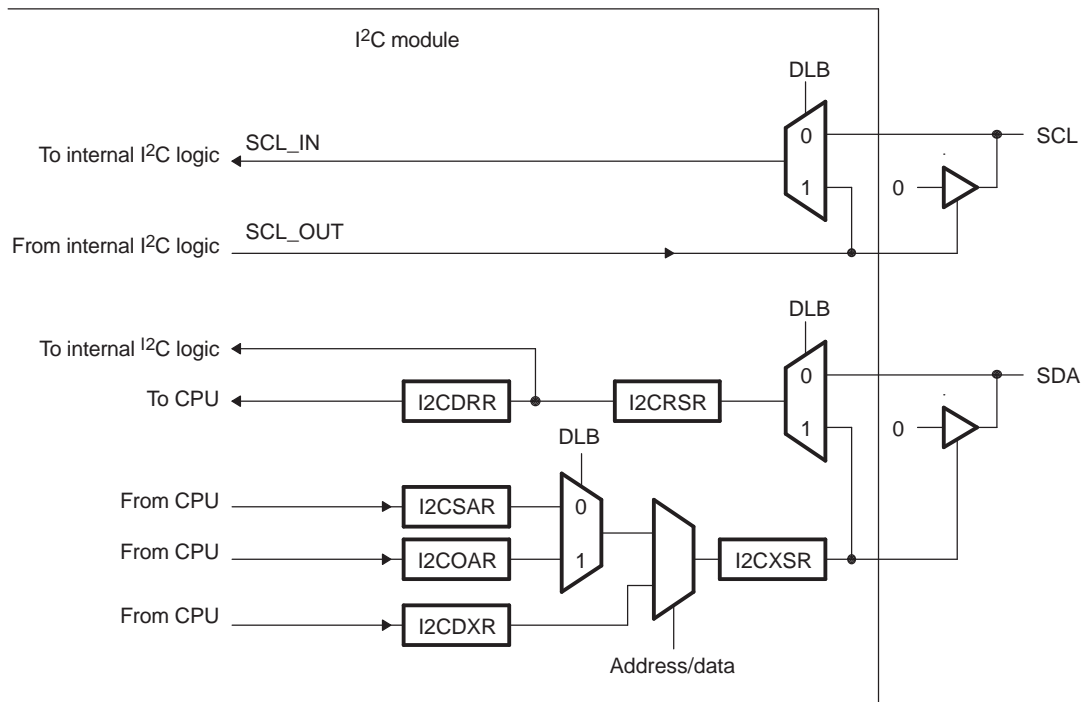 I2C module
DLB
0
SCL
To internal I2C logic
SCL_IN
1
0
From internal I2C logic
SCL_OUT
DLB
To internal I2C logic
0
SDA
To CPU
I2CDRR
I2CRSR
1
0
DLB
From CPU
I2CSAR
0
From CPU
I2COAR
1
I2CXSR
From CPU
I2CDXR
Address/data